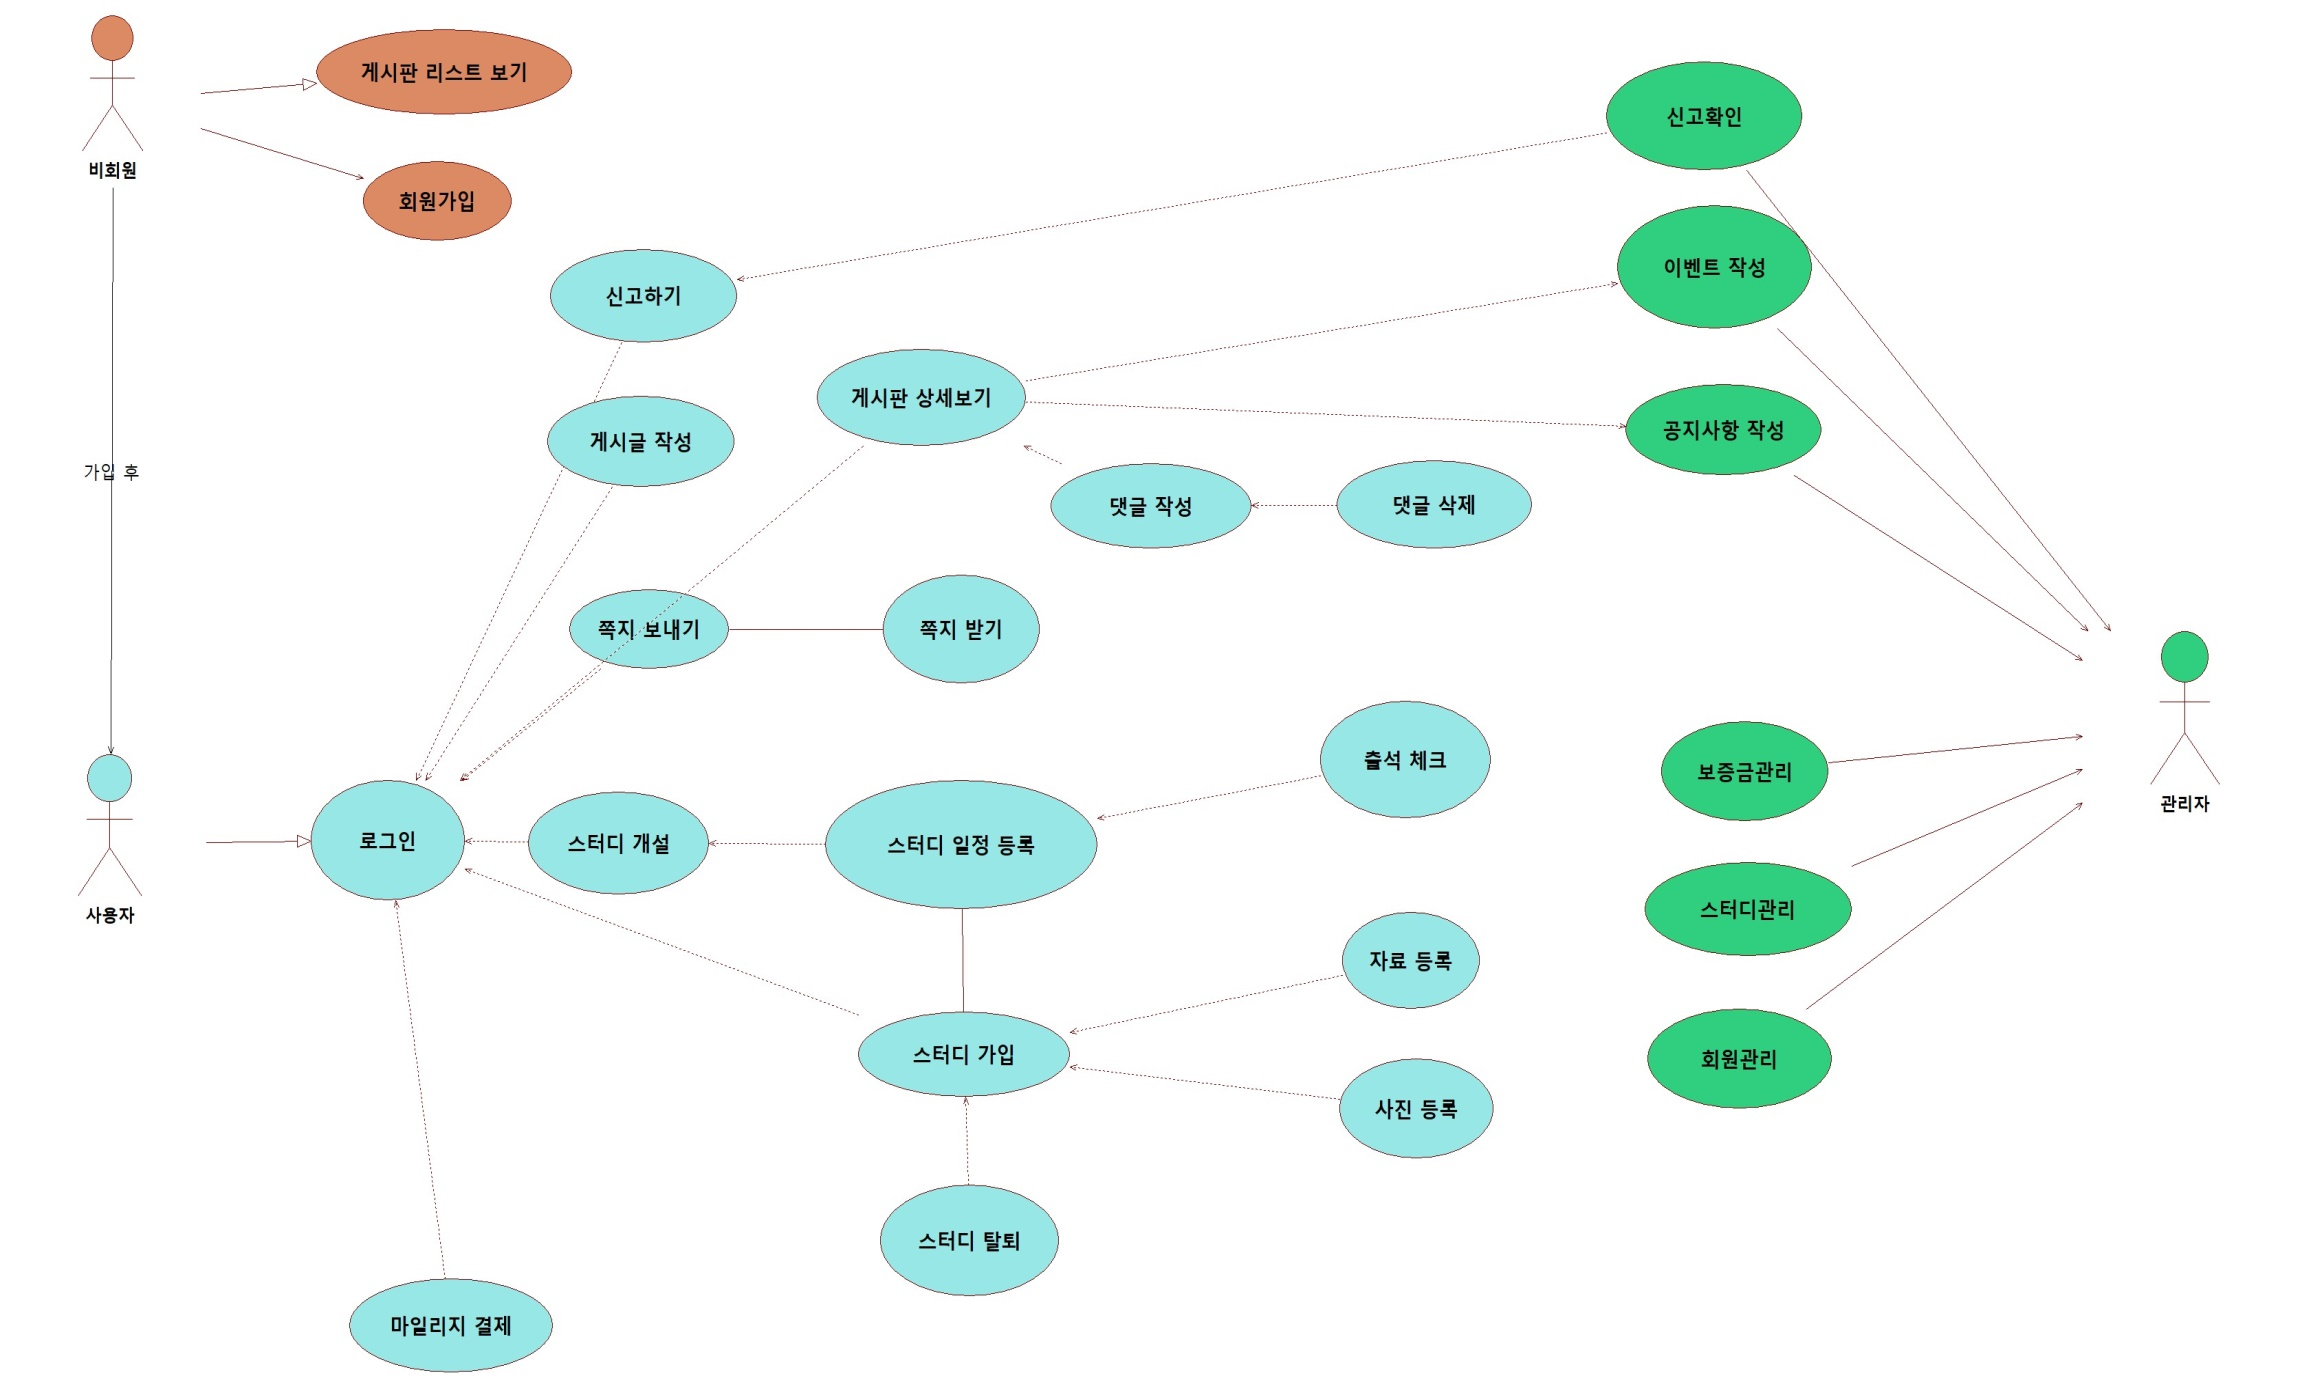 게시판 리스트 보기
신고확인
비회원
회원가입
이벤트 작성
신고하기
게시판 상세보기
공지사항 작성
게시글 작성
가입 후
댓글 작성
댓글 삭제
쪽지 보내기
쪽지 받기
출석 체크
보증금관리
관리자
로그인
스터디 개설
스터디 일정 등록
사용자
스터디관리
자료 등록
스터디 가입
회원관리
사진 등록
스터디 탈퇴
마일리지 결제